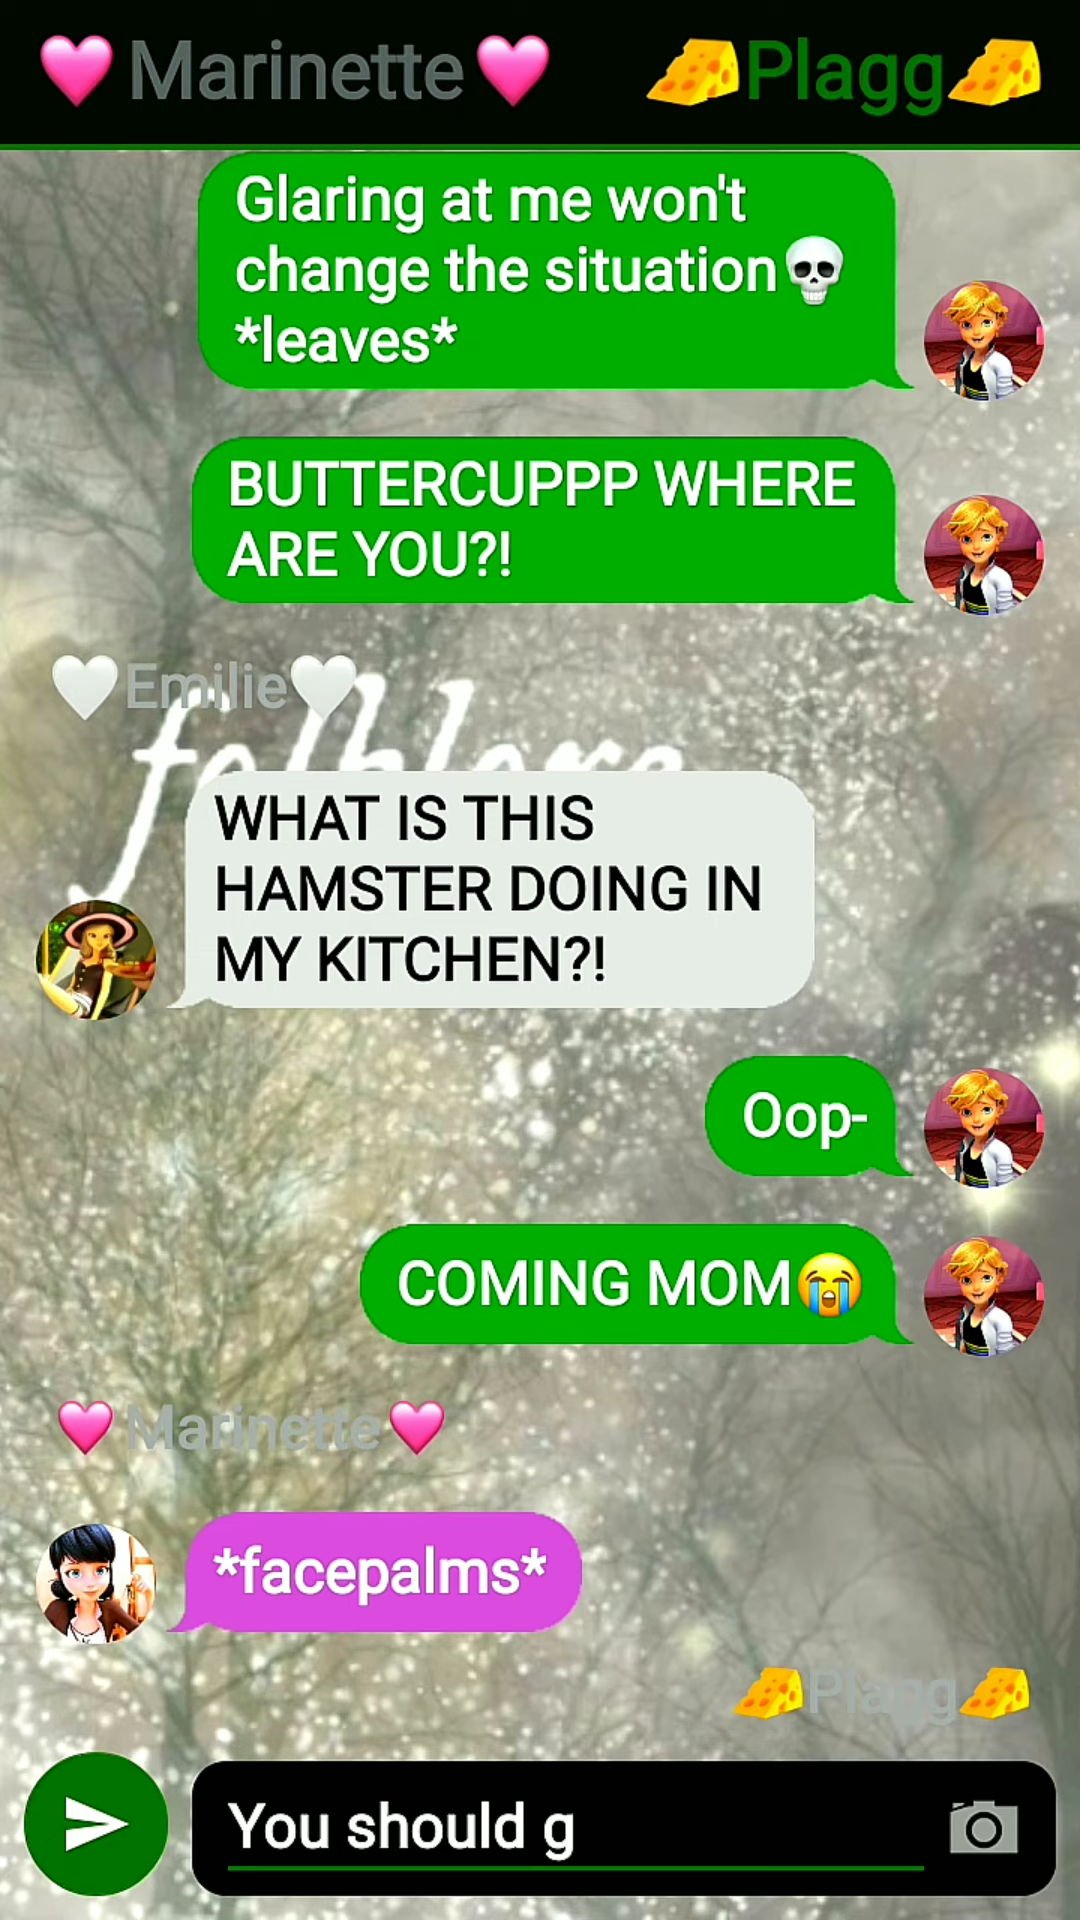 🩷Marinette🩷 🧀Plagg🧀
Glaring at me won't
change the situation💀
*leaves*
BUTTERCUPPP WHERE
ARE YOU?!
🤍Emilie🤍
folklore
WHAT IS THIS
HAMSTER DOING IN
MY KITCHEN?!
Oop-
COMING MOM😭
🩷Marinette🩷
*facepalms*
🧀Plagg🧀
You should g